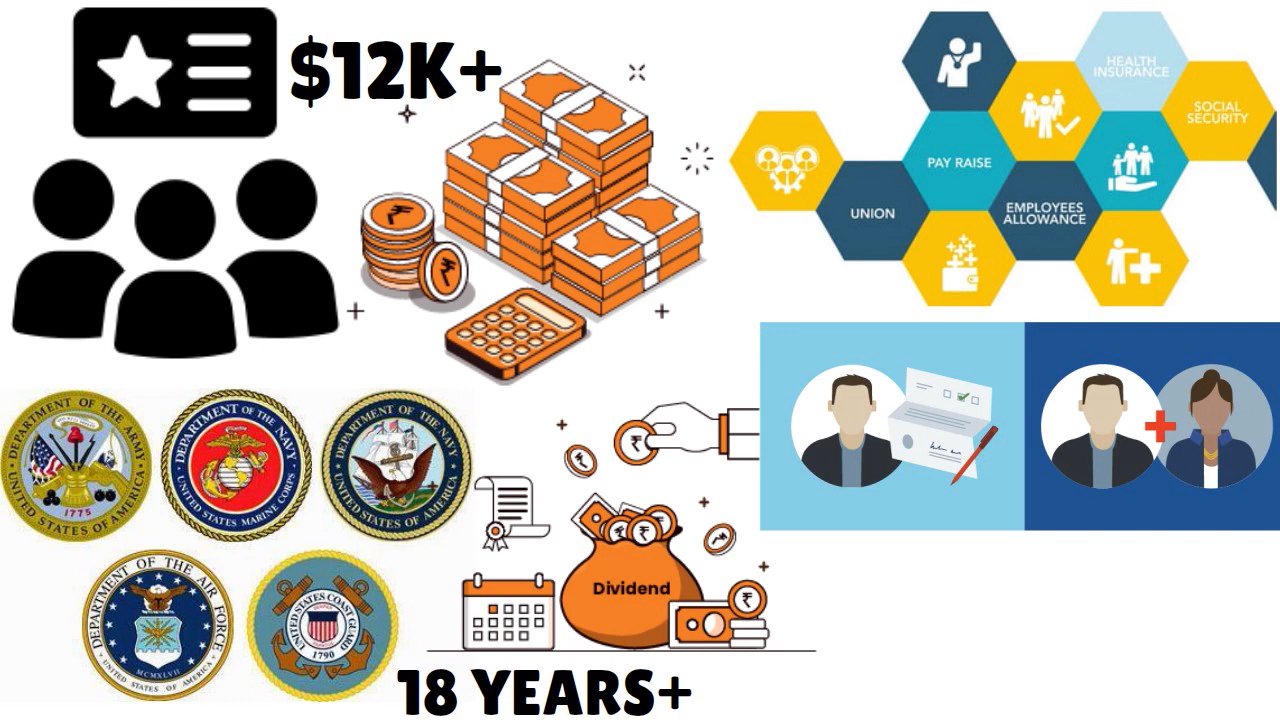 $12K+
HEALTH
INSURANCE
SOCIAL
SECURITY
PAY RAISE
UNION
EMPLOYEES
ALLOWANCE
DEPARTMENT OF THE ARMY
1775
UNITED STATES OF AMERICA
DEPARTMENT OF THE NAVY
UNITED STATES MARINE CORPS
DEPARTMENT OF THE NAVY
UNITED STATES OF AMERICA
DEPARTMENT OF THE AIR FORCE
MCMXLVII
UNITED STATES OF AMERICA
UNITED STATES COAST GUARD
1790
Dividend
18 YEARS+